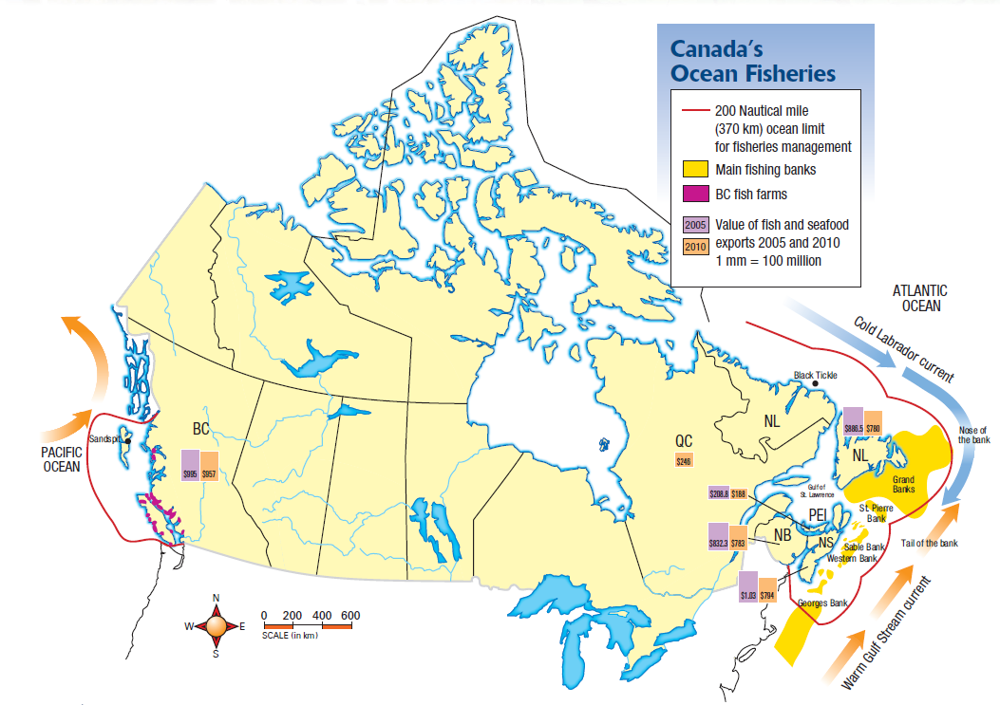 Canada's
Ocean Fisheries
200 Nautical mile
(370 km) ocean limit
for fisheries management
Main fishing banks
BC fish farms
2005 Value of fish and seafood
2010 exports 2005 and 2010
1 mm = 100 million
ATLANTIC
OCEAN
Cold Labrador current
Black Tickle
BC
Sandspit
PACIFIC
OCEAN
$995 $957
QC
$246
NL
$886.5 $780
NL
Nose of
the bank
Grand
Banks
Gulf of
St. Lawrence
$208.8 $188
PEI
St. Pierre
Bank
$832.3 $783
NB
NS
Sable Bank
Western Bank
Tail of the bank
$1.03 $794
Georges Bank
Warm Gulf Stream current
N
W E
S
0 200 400 600
SCALE (in km)